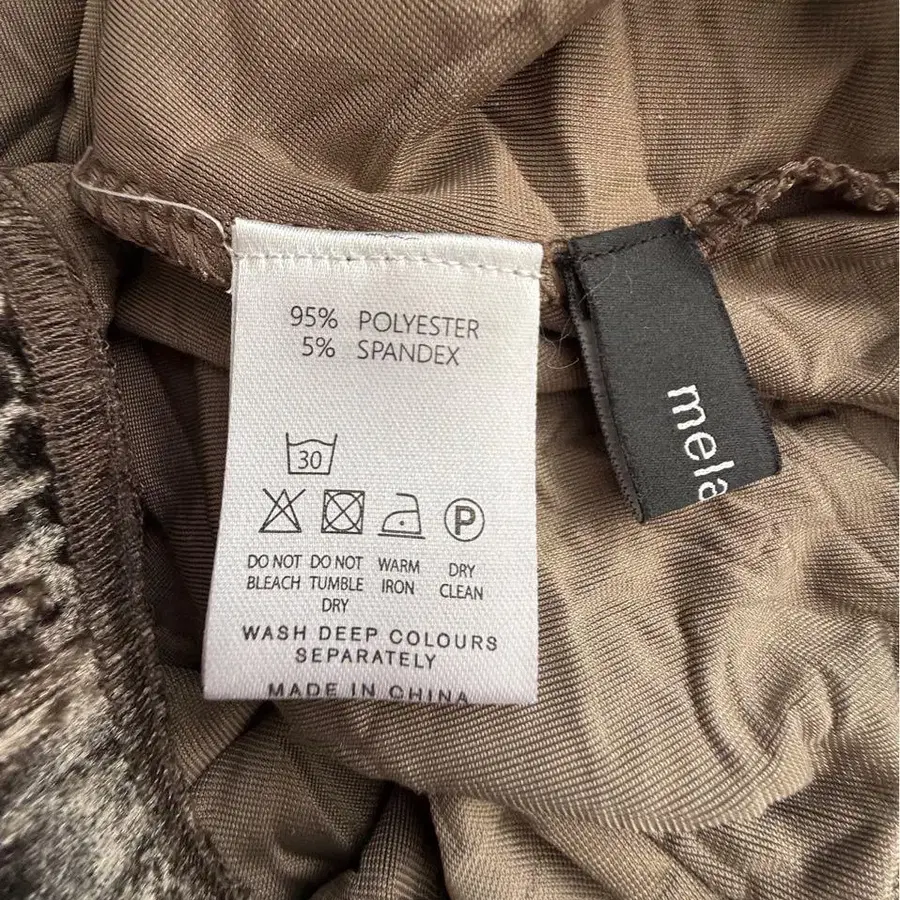 95% POLYESTER
5% SPANDEX
30
P
DO NOT BLEACH
DO NOT TUMBLE DRY
WARM IRON
DRY CLEAN
WASH DEEP COLOURS
SEPARATELY
MADE IN CHINA
mela